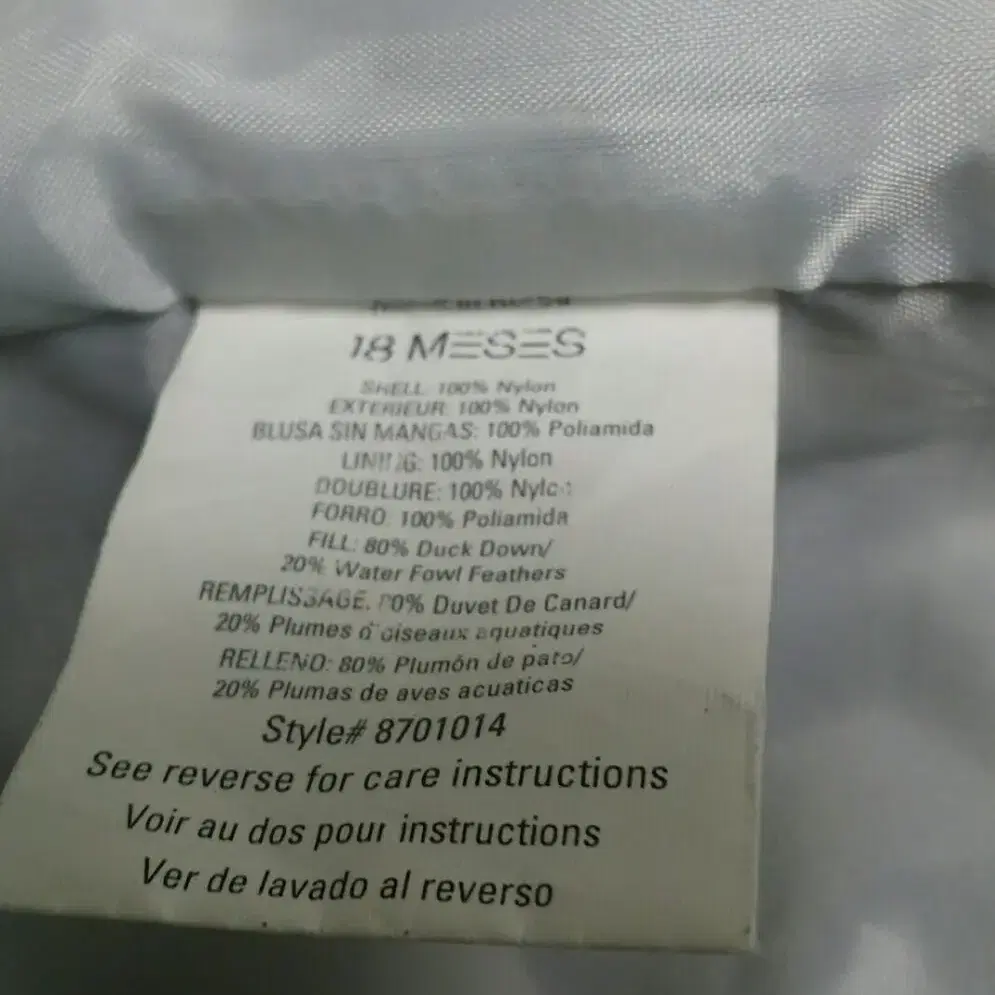 18 MESES
SHELL: 100% Nylon
EXTERIEUR: 100% Nylon
BLUSA SIN MANGAS: 100% Poliamida
LINING: 100% Nylon
DOUBLURE: 100% Nylon
FORRO: 100% Poliamida
FILL: 80% Duck Down/
20% Water Fowl Feathers
REMPLISSAGE: 80% Duvet De Canard/
20% Plumes d'oiseaux aquatiques
RELLENO: 80% Plumón de pato/
20% Plumas de aves acuaticas
Style# 8701014
See reverse for care instructions
Voir au dos pour instructions
Ver de lavado al reverso